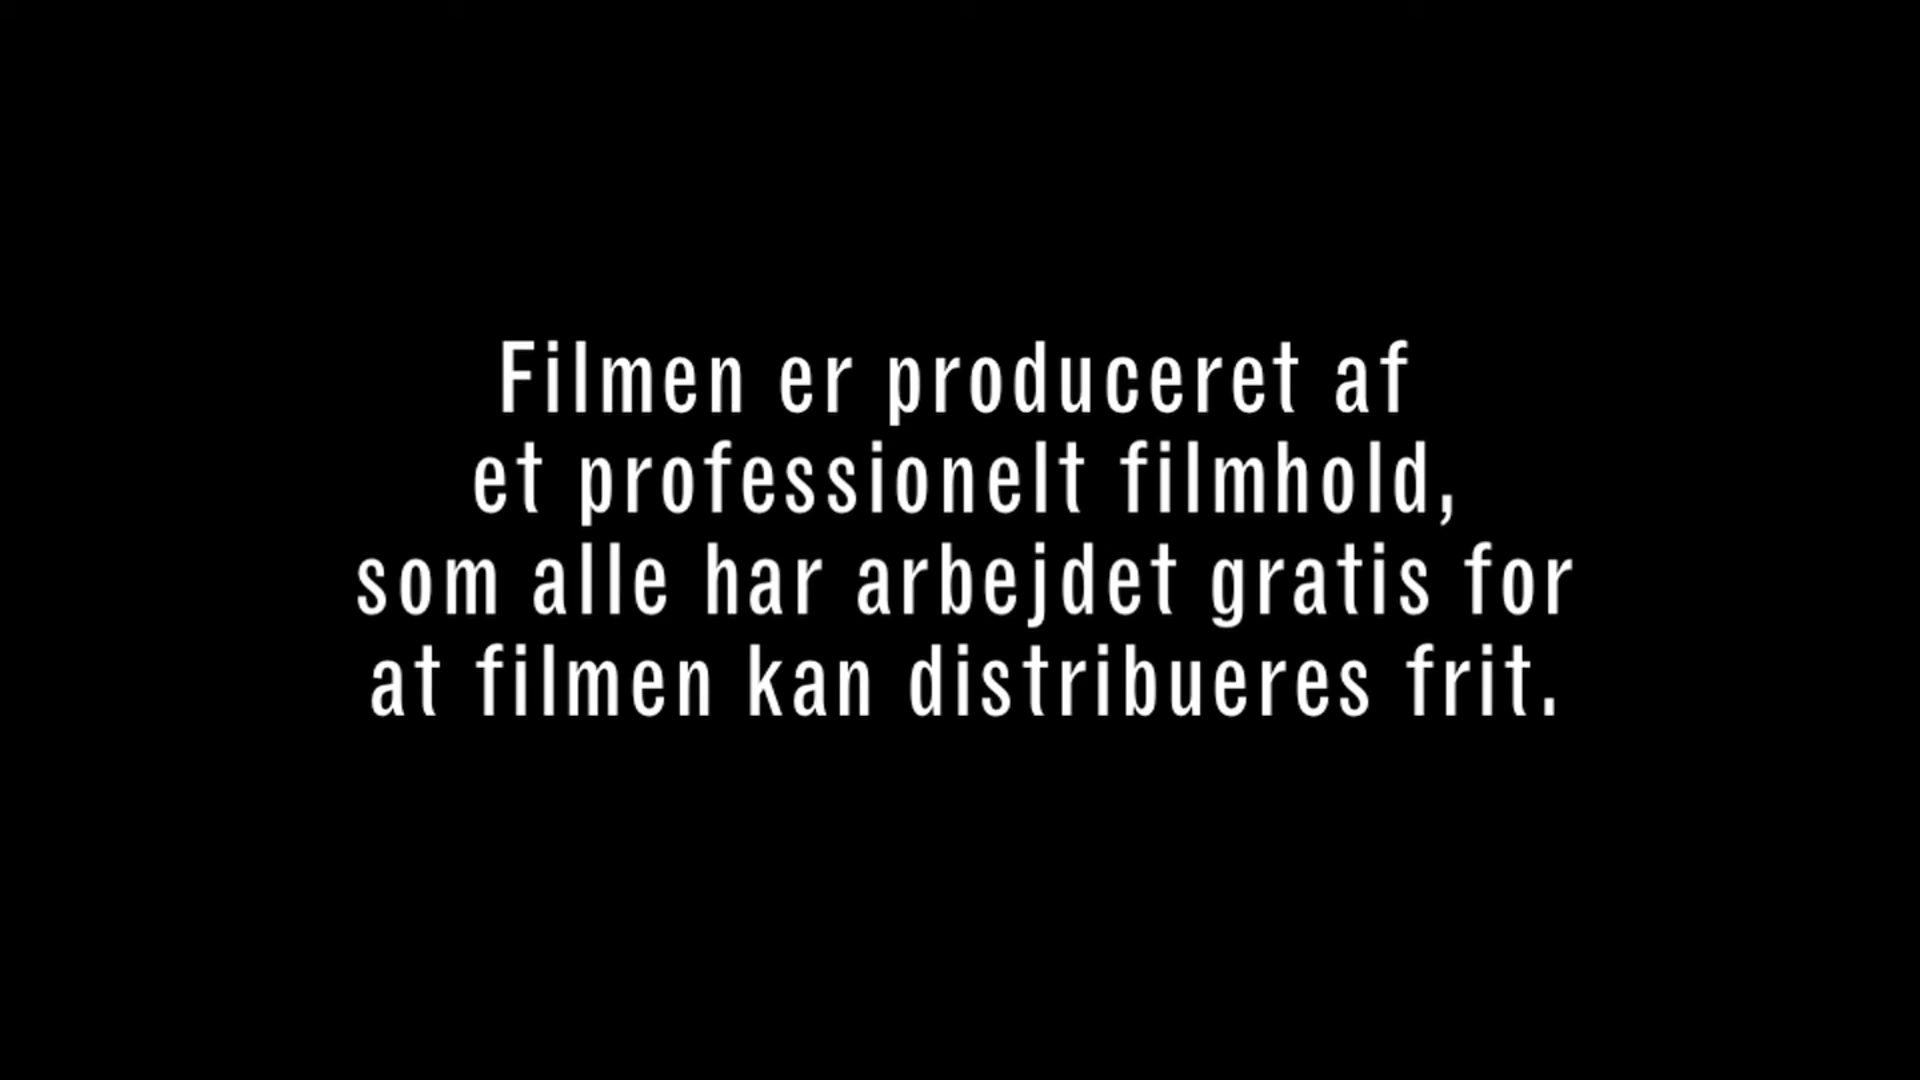 Filmen er produceret af
et professionelt filmhold,
som alle har arbejdet gratis for
at filmen kan distribueres frit.